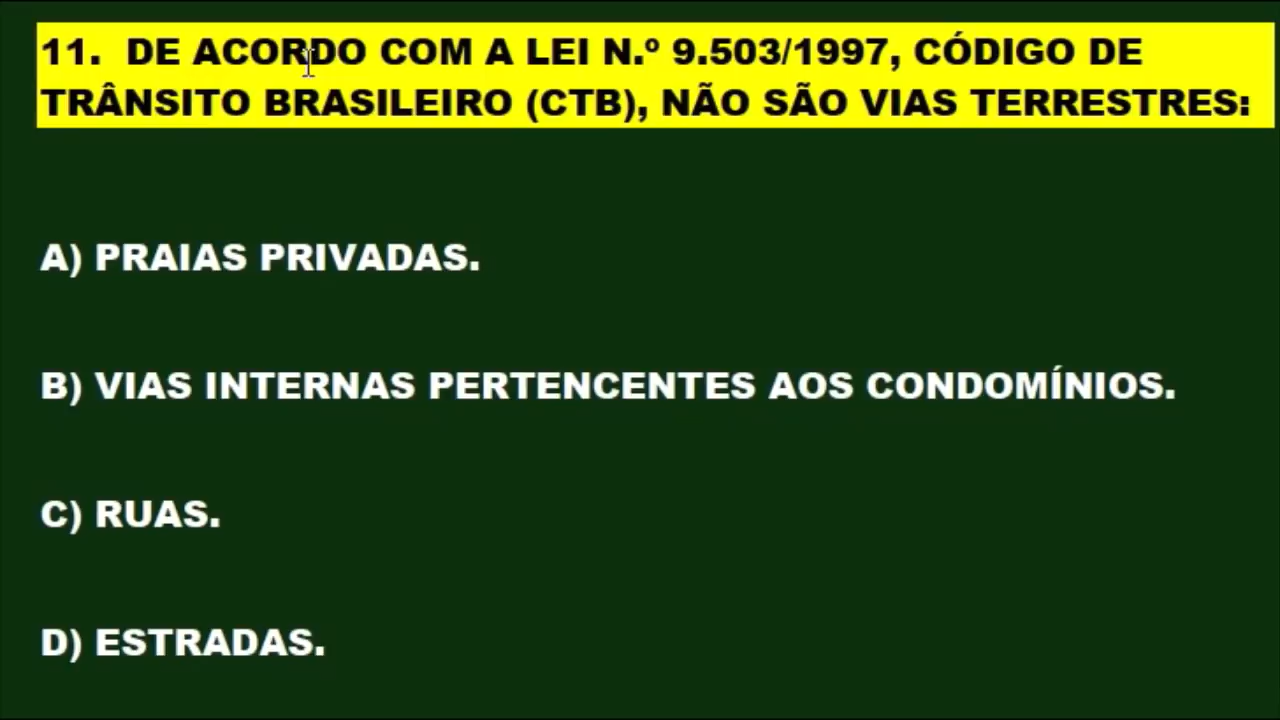 11. DE ACORDO COM A LEI N.º 9.503/1997, CÓDIGO DE
TRÂNSITO BRASILEIRO (CTB), NÃO SÃO VIAS TERRESTRES:
A) PRAIAS PRIVADAS.
B) VIAS INTERNAS PERTENCENTES AOS CONDOMÍNIOS.
C) RUAS.
D) ESTRADAS.